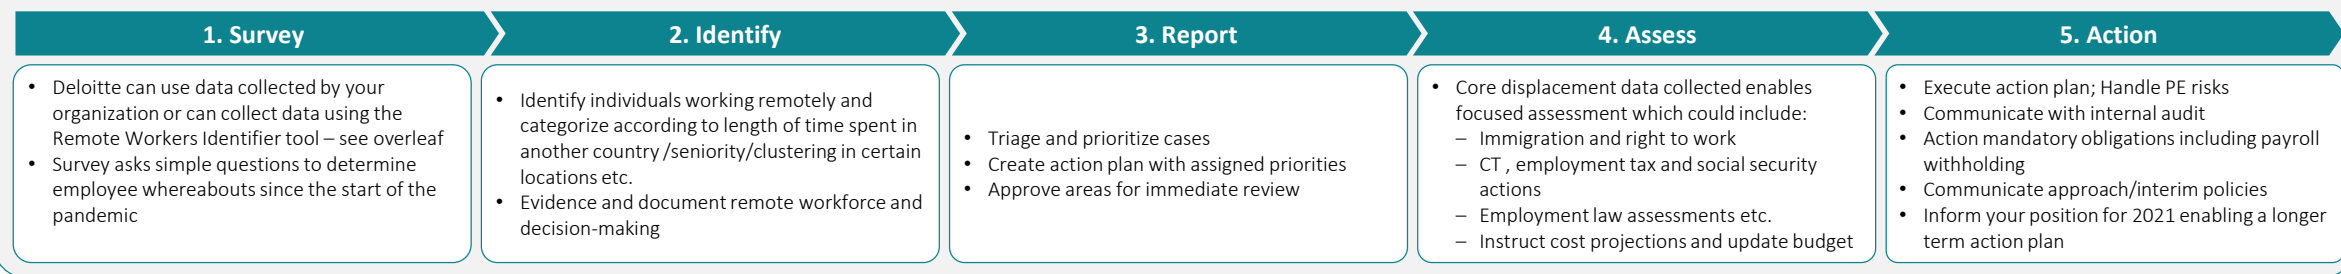 1. Survey
2. Identify
3. Report
4. Assess
5. Action
• Deloitte can use data collected by your
organization or can collect data using the
Remote Workers Identifier tool – see overleaf
• Survey asks simple questions to determine
employee whereabouts since the start of the
pandemic
• Identify individuals working remotely and
categorize according to length of time spent in
another country /seniority/clustering in certain
locations etc.
• Evidence and document remote workforce and
decision-making
• Triage and prioritize cases
• Create action plan with assigned priorities
• Approve areas for immediate review
• Core displacement data collected enables
focused assessment which could include:
– Immigration and right to work
– CT , employment tax and social security
actions
– Employment law assessments etc.
– Instruct cost projections and update budget
• Execute action plan; Handle PE risks
• Communicate with internal audit
• Action mandatory obligations including payroll
withholding
• Communicate approach/interim policies
• Inform your position for 2021 enabling a longer
term action plan